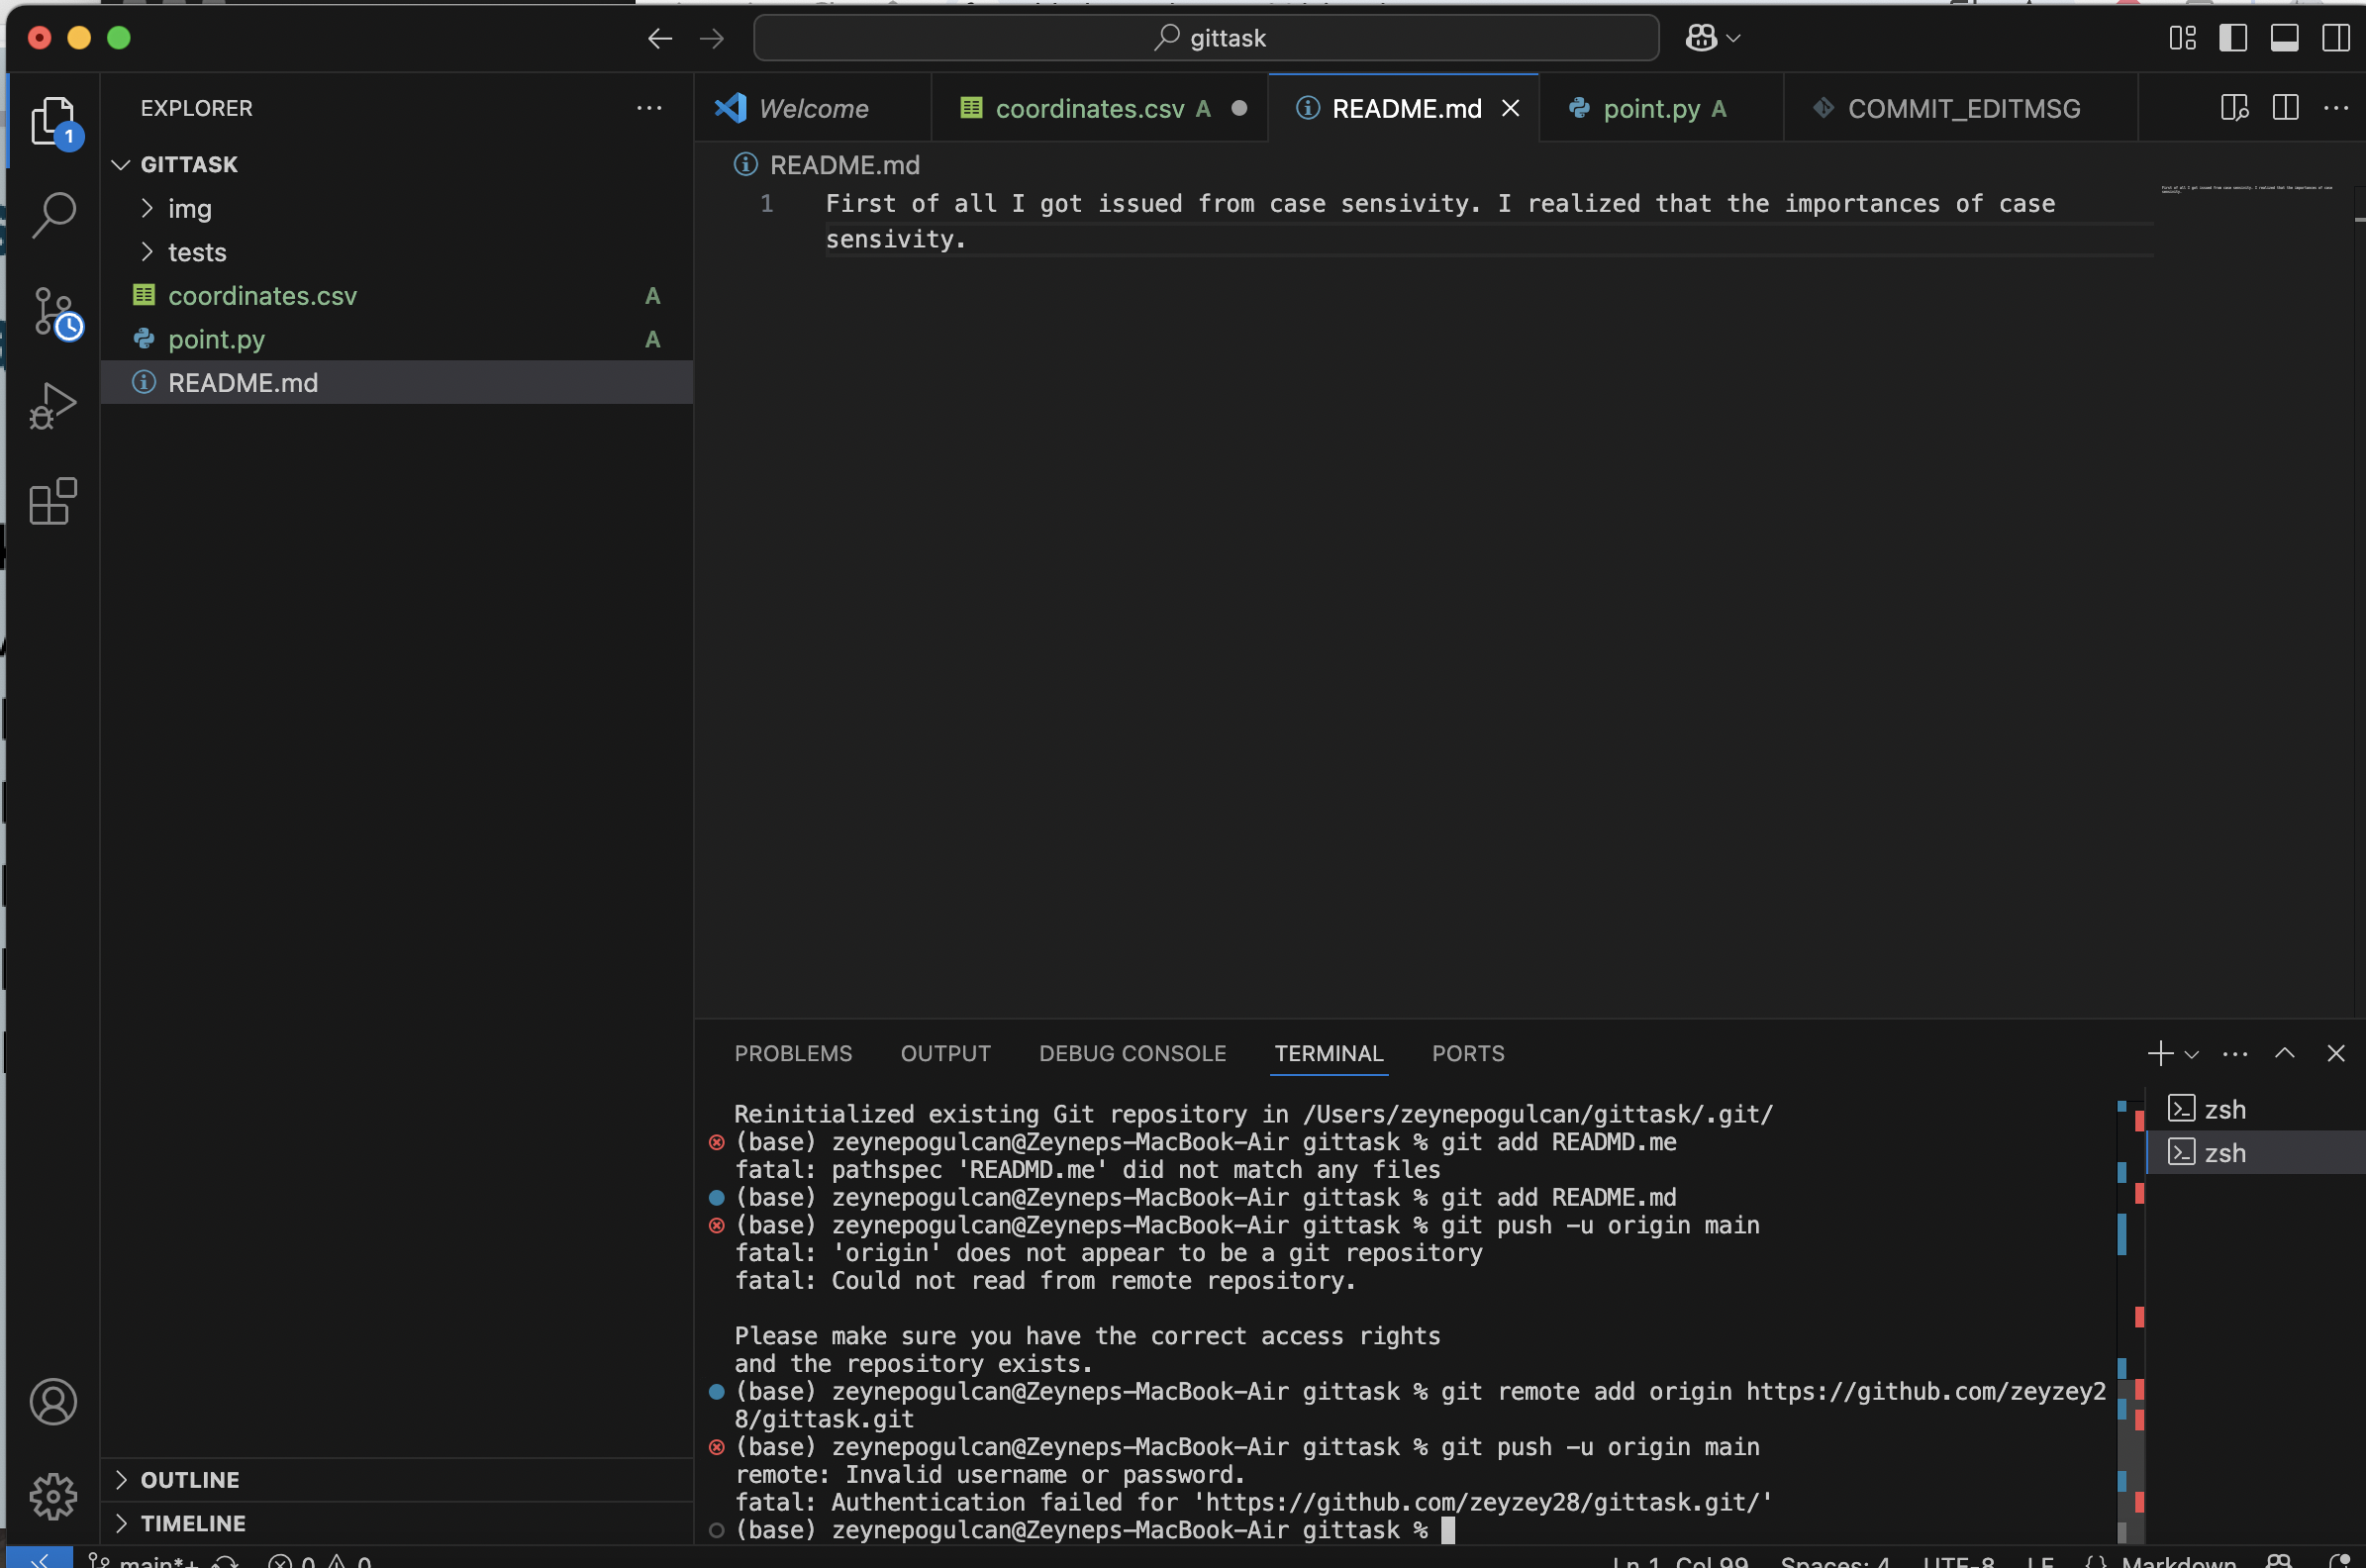 gittask
EXPLORER
Welcome
coordinates.csv A
README.md
point.py A
COMMIT_EDITMSG
1
GITTASK
img
tests
coordinates.csv A
point.py A
README.md
README.md
1 First of all I got issued from case sensivity. I realized that the importances of case
sensivity.
PROBLEMS OUTPUT DEBUG CONSOLE TERMINAL PORTS
Reinitialized existing Git repository in /Users/zeynepogulcan/gittask/.git/
(base) zeynepogulcan@Zeyneps-MacBook-Air gittask % git add READMD.me
fatal: pathspec 'READMD.me' did not match any files
(base) zeynepogulcan@Zeyneps-MacBook-Air gittask % git add README.md
(base) zeynepogulcan@Zeyneps-MacBook-Air gittask % git push -u origin main
fatal: 'origin' does not appear to be a git repository
fatal: Could not read from remote repository.
Please make sure you have the correct access rights
and the repository exists.
(base) zeynepogulcan@Zeyneps-MacBook-Air gittask % git remote add origin https://github.com/zeyzey2
8/gittask.git
(base) zeynepogulcan@Zeyneps-MacBook-Air gittask % git push -u origin main
remote: Invalid username or password.
fatal: Authentication failed for 'https://github.com/zeyzey28/gittask.git/'
(base) zeynepogulcan@Zeyneps-MacBook-Air gittask %
zsh
zsh
OUTLINE
TIMELINE
main*+ 0 0
Ln 1, Col 99 Spaces: 4 UTF-8 LF {} Markdown